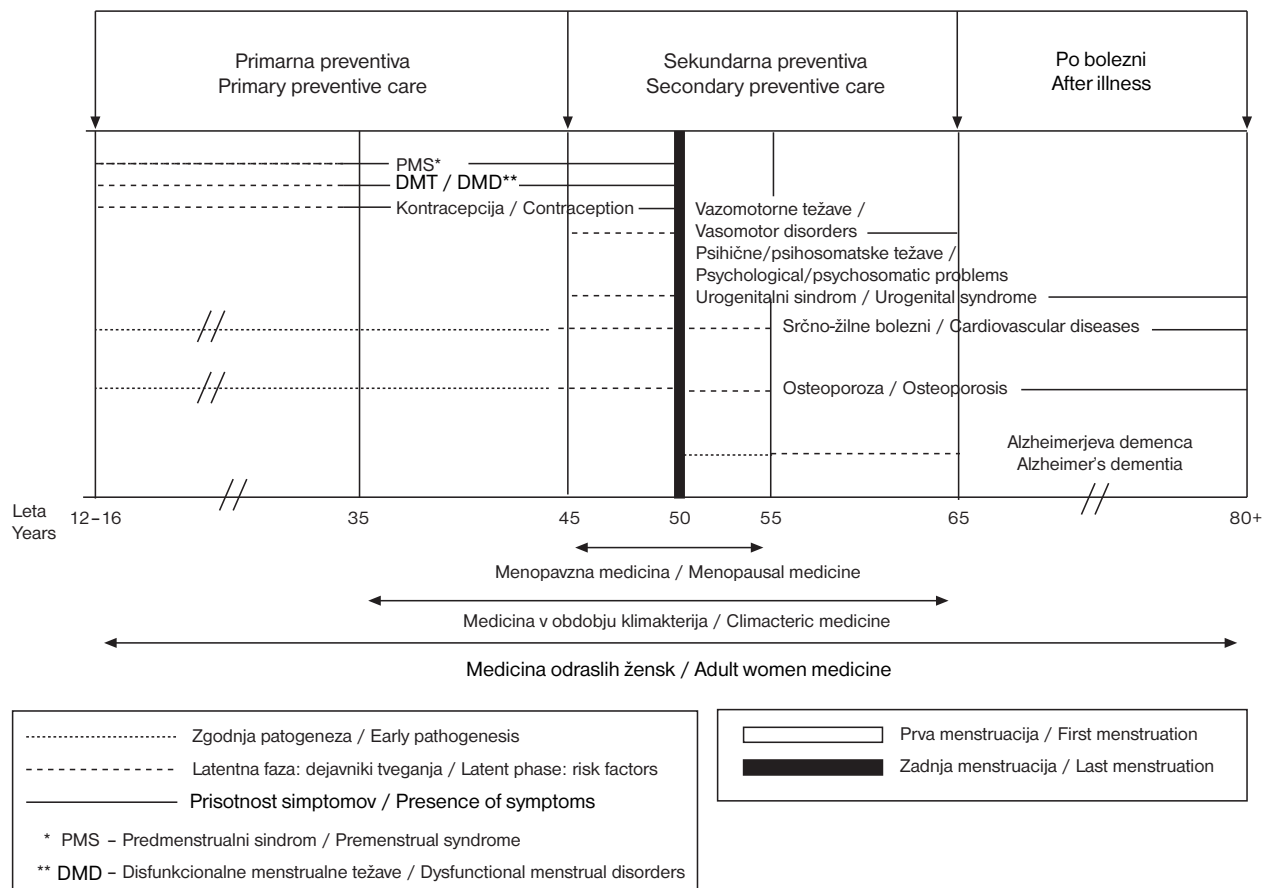 Primarna preventiva
Primary preventive care
Sekundarna preventiva
Secondary preventive care
Po bolezni
After illness
PMS*
DMT / DMD**
Kontracepcija / Contraception
Vazomotorne težave /
Vasomotor disorders
Psihične/psihosomatske težave /
Psychological/psychosomatic problems
Urogenitalni sindrom / Urogenital syndrome
Srčno-žilne bolezni / Cardiovascular diseases
Osteoporoza / Osteoporosis
Alzheimerjeva demenca
Alzheimer's dementia
Leta
Years
12–16 35 45 50 55 65 80+
Menopavzna medicina / Menopausal medicine
Medicina v obdobju klimakterija / Climacteric medicine
Medicina odraslih žensk / Adult women medicine
Zgodnja patogeneza / Early pathogenesis
Latentna faza: dejavniki tveganja / Latent phase: risk factors
Prisotnost simptomov / Presence of symptoms
* PMS – Predmenstrualni sindrom / Premenstrual syndrome
** DMD – Disfunkcionalne menstrualne težave / Dysfunctional menstrual disorders
Prva menstruacija / First menstruation
Zadnja menstruacija / Last menstruation